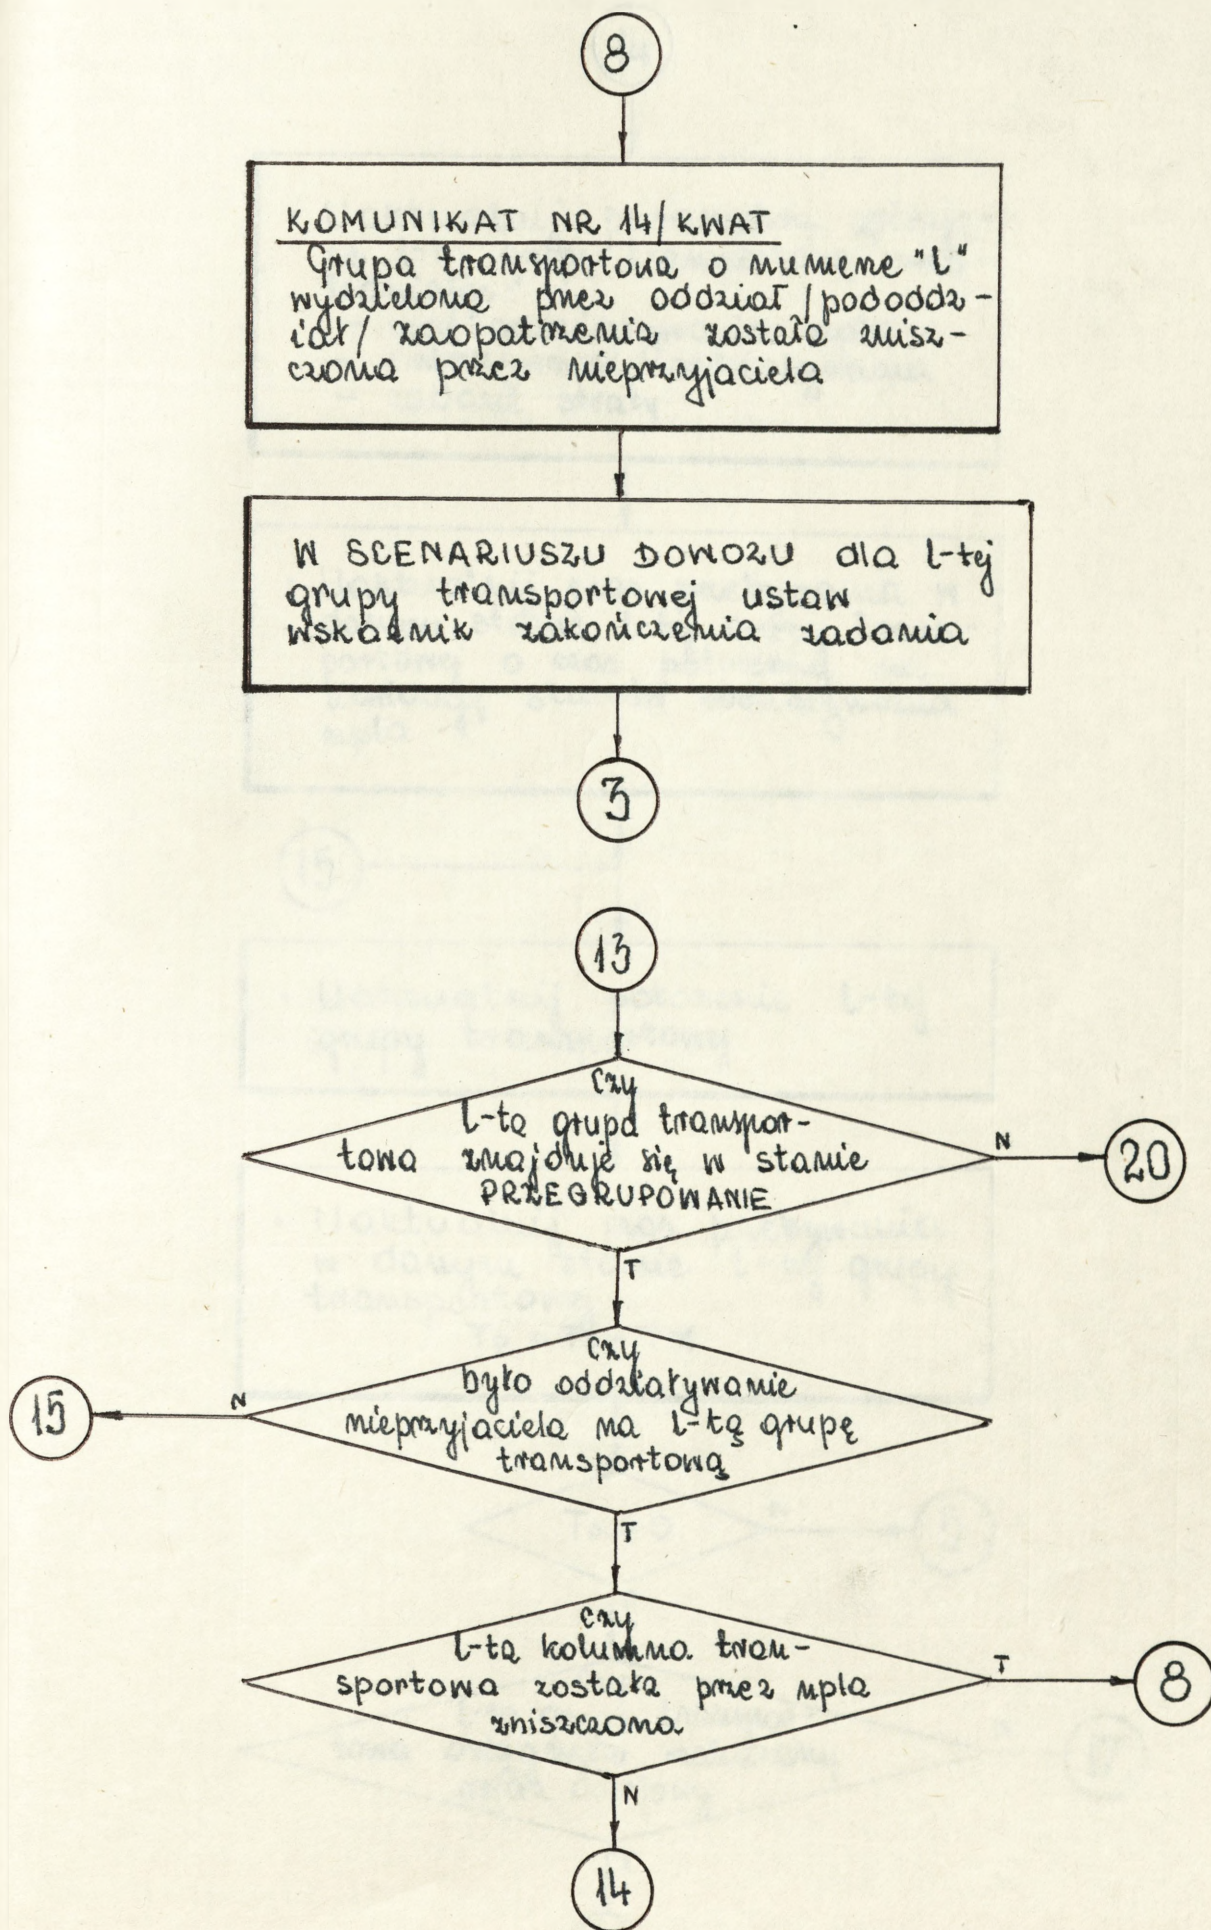 8
KOMUNIKAT NR 14/KWAT
Grupa transportowa o numerze "l"
wydzielona przez oddział/pododdz-
iał/ zaopatrzenia została znisz-
czona przez nieprzyjaciela
W SCENARIUSZU DOWOZU dla l-tej
grupy transportowej ustaw
wskaźnik zakończenia zadania
3
13
czy
l-ta grupa transpor-
towa znajduje się w stanie
PRZEGRUPOWANIE
N
20
T
czy
było oddziaływanie
nieprzyjaciela na l-tą grupę
transportową
N
15
T
czy
l-ta kolumna tran-
sportowa została przez npla
zniszczona
T
8
N
14